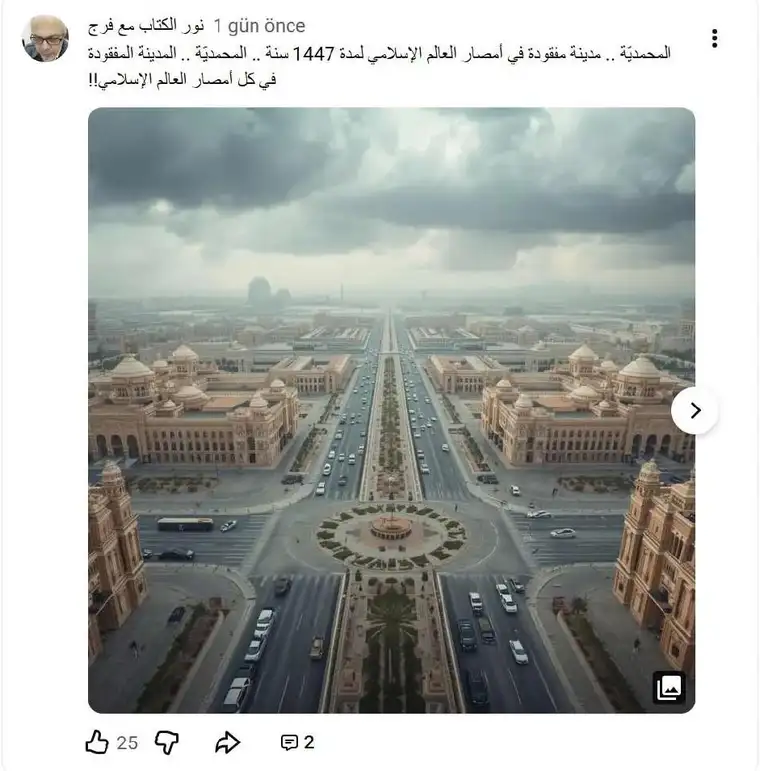 نور الكتاب مع فرج 1 gün önce
المحمديّة .. مدينة مفقودة في أمصار العالم الإسلامي لمدة 1447 سنة .. المحمديّة .. المدينة المفقودة
في كل أمصار العالم الإسلامي!!
25 2